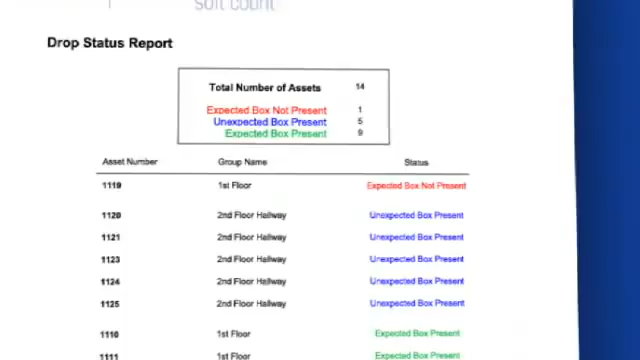 soft count
Drop Status Report
Total Number of Assets 14
Expected Box Not Present 1
Unexpected Box Present 5
Expected Box Present 9
Asset Number Group Name Status
1119 1st Floor Expected Box Not Present
1120 2nd Floor Hallway Unexpected Box Present
1121 2nd Floor Hallway Unexpected Box Present
1123 2nd Floor Hallway Unexpected Box Present
1124 2nd Floor Hallway Unexpected Box Present
1125 2nd Floor Hallway Unexpected Box Present
1110 1st Floor Expected Box Present
1111 1st Floor Expected Box Present